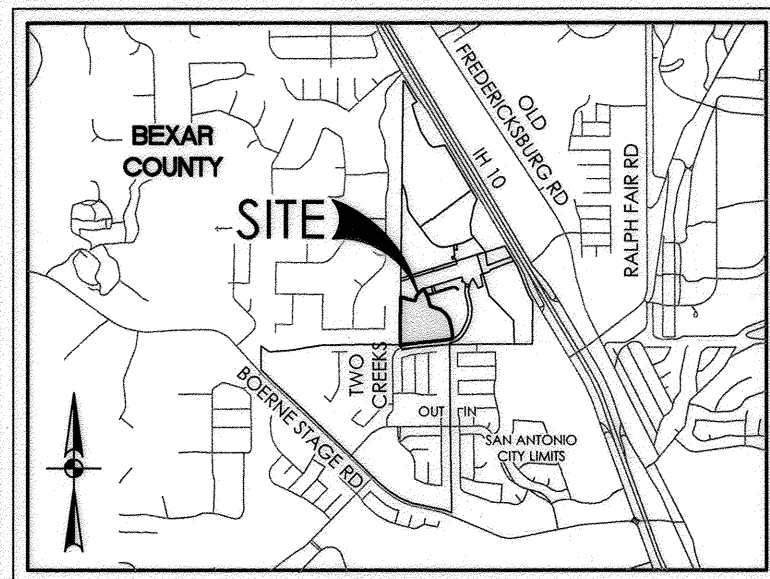 BEXAR
COUNTY
SITE
OLD
FREDERICKSBURG RD
IH 10
RALPH FAIR RD
TWO
CREEKS
BOERNE STAGE RD
OUT
IN
SAN ANTONIO
CITY LIMITS